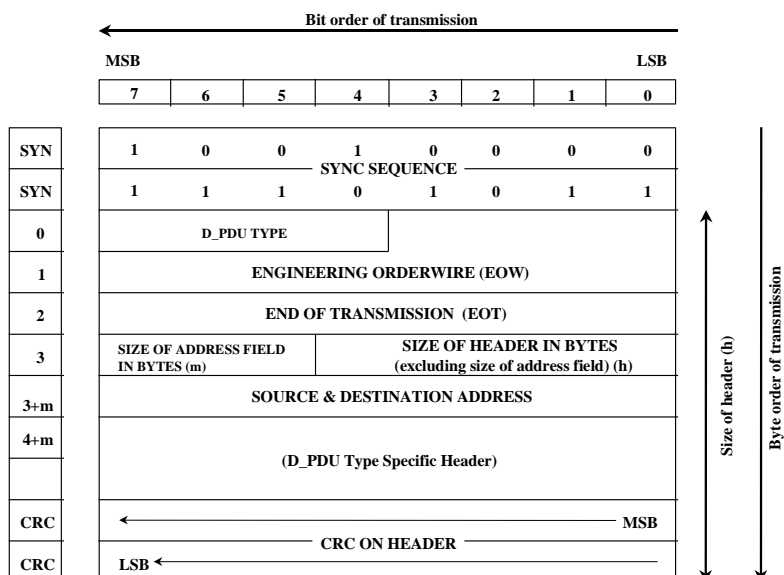 Bit order of transmission
MSB LSB
7 6 5 4 3 2 1 0
SYN 1 0 0 1 0 0 0 0
SYNC SEQUENCE
SYN 1 1 1 0 1 0 1 1
0 D_PDU TYPE
1 ENGINEERING ORDERWIRE (EOW)
2 END OF TRANSMISSION (EOT)
3 SIZE OF ADDRESS FIELD
IN BYTES (m)
SIZE OF HEADER IN BYTES
(excluding size of address field) (h)
3+m SOURCE & DESTINATION ADDRESS
4+m
(D_PDU Type Specific Header)
CRC MSB
CRC ON HEADER
CRC LSB
Size of header (h)
Byte order of transmission